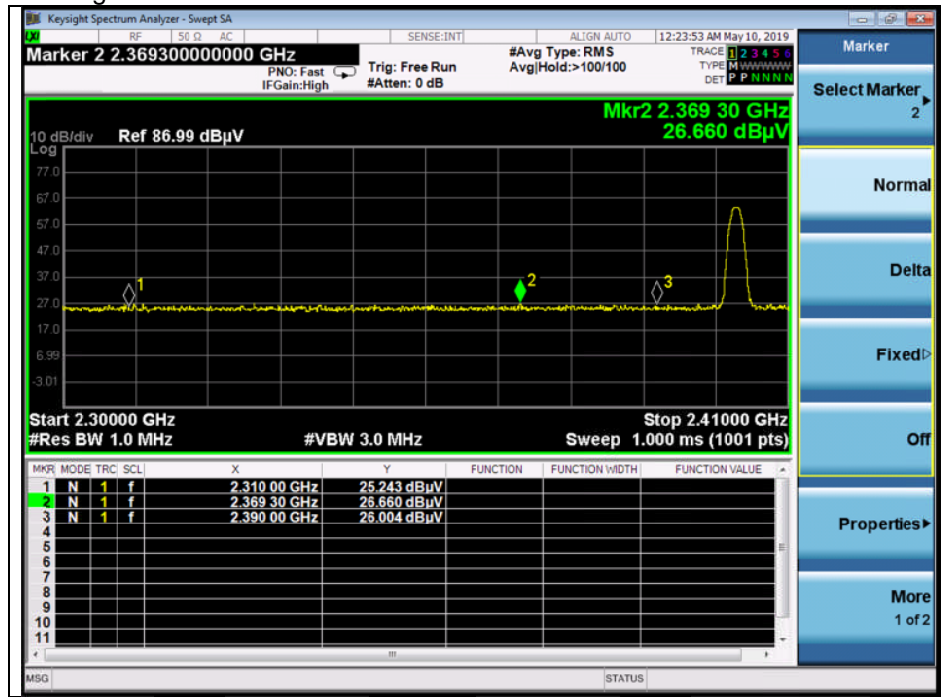 Keysight Spectrum Analyzer - Swept SA
RF 50 Ω AC SENSE:INT ALIGN AUTO 12:23:53 AM May 10, 2019
Marker 2 2.369300000000 GHz
PNO: Fast
IFGain:High
Trig: Free Run
#Atten: 0 dB
#Avg Type: RMS
Avg|Hold:>100/100
TRACE 1 2 3 4 5 6
TYPE M WWWWW
DET P P N N N N
Mkr2 2.369 30 GHz
26.660 dBµV
10 dB/div Ref 86.99 dBµV
Log
77.0
67.0
57.0
47.0
37.0
27.0
17.0
6.99
-3.01
1
2
3
Start 2.30000 GHz Stop 2.41000 GHz
#Res BW 1.0 MHz #VBW 3.0 MHz Sweep 1.000 ms (1001 pts)
MKR MODE TRC SCL X Y FUNCTION FUNCTION WIDTH FUNCTION VALUE
1 N 1 f 2.310 00 GHz 25.243 dBµV
2 N 1 f 2.369 30 GHz 26.660 dBµV
3 N 1 f 2.390 00 GHz 26.004 dBµV
4
5
6
7
8
9
10
11
MSG STATUS
Marker
Select Marker
2
Normal
Delta
Fixed
Off
Properties
More
1 of 2